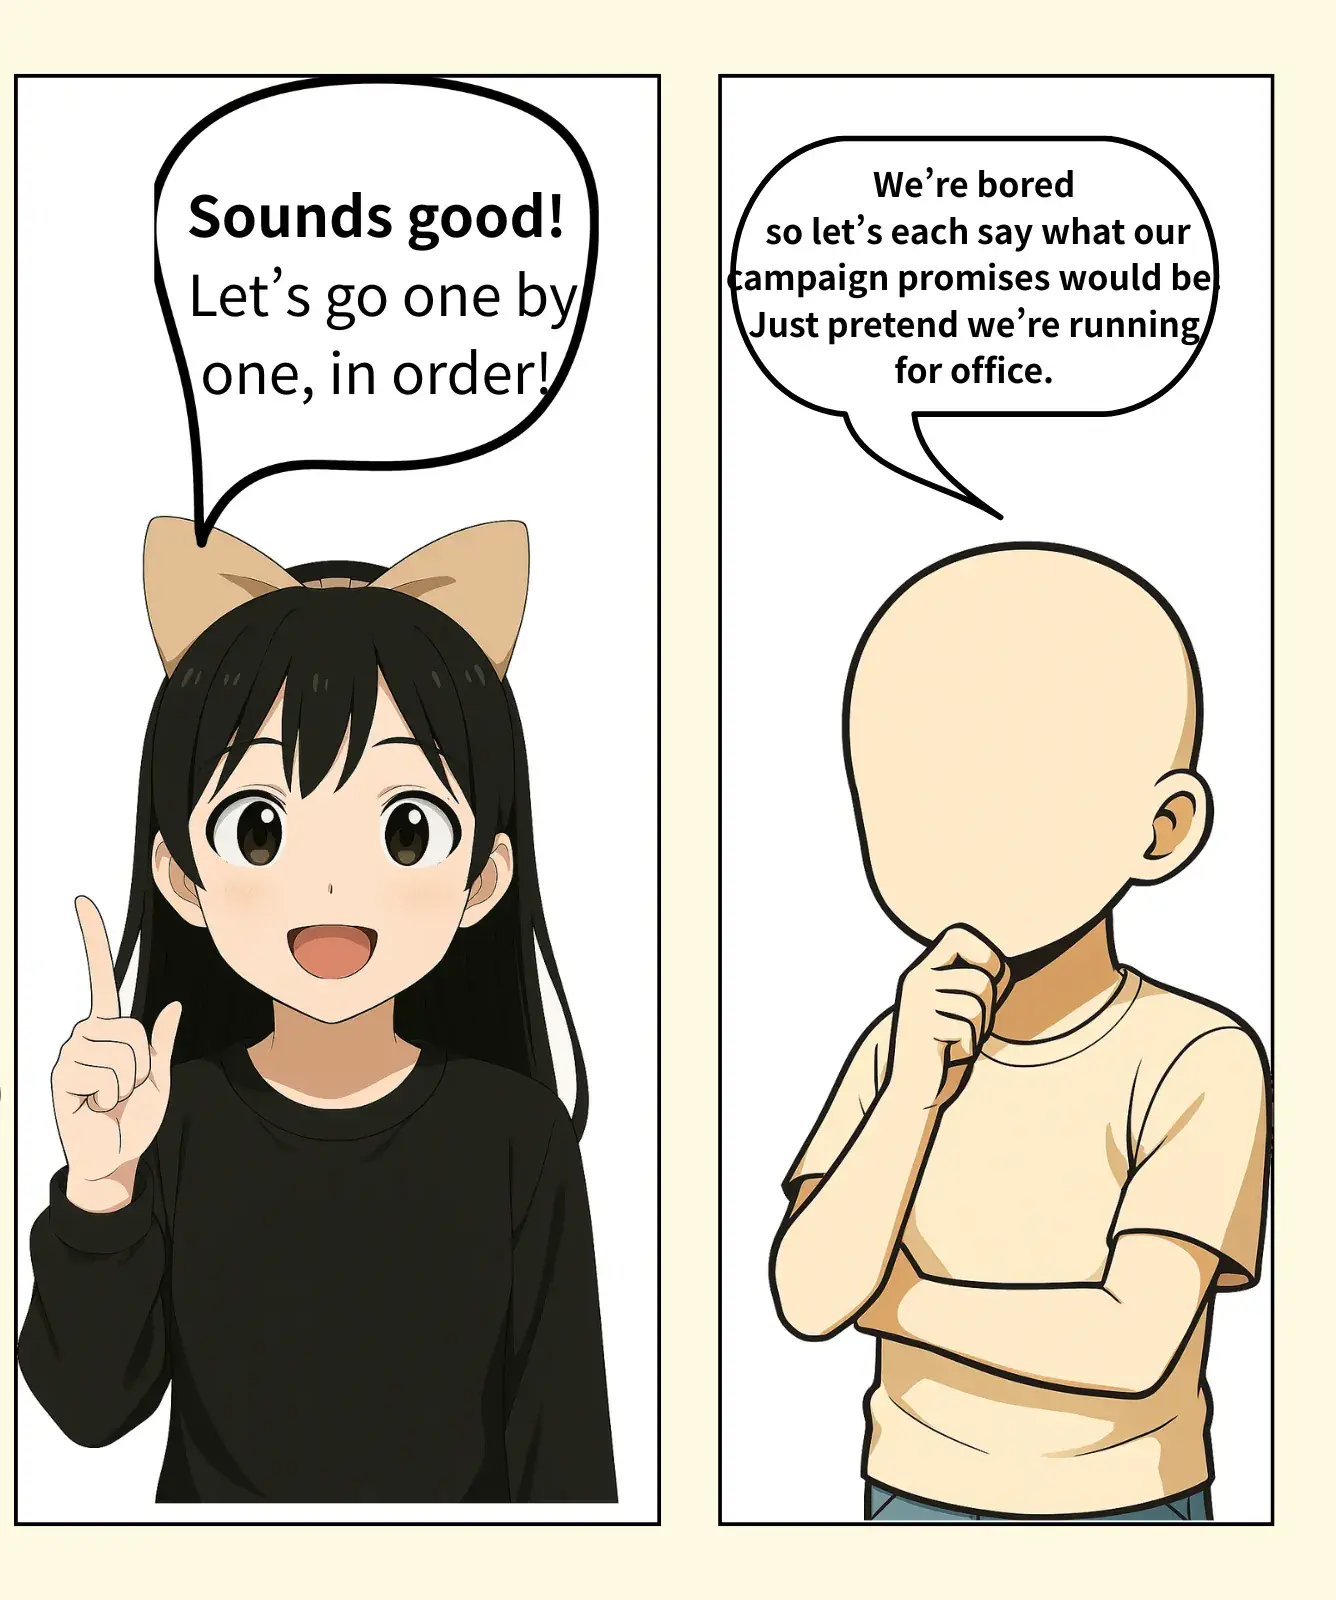 We’re bored
so let’s each say what our
campaign promises would be.
Just pretend we’re running
for office.
Sounds good!
Let’s go one by
one, in order!